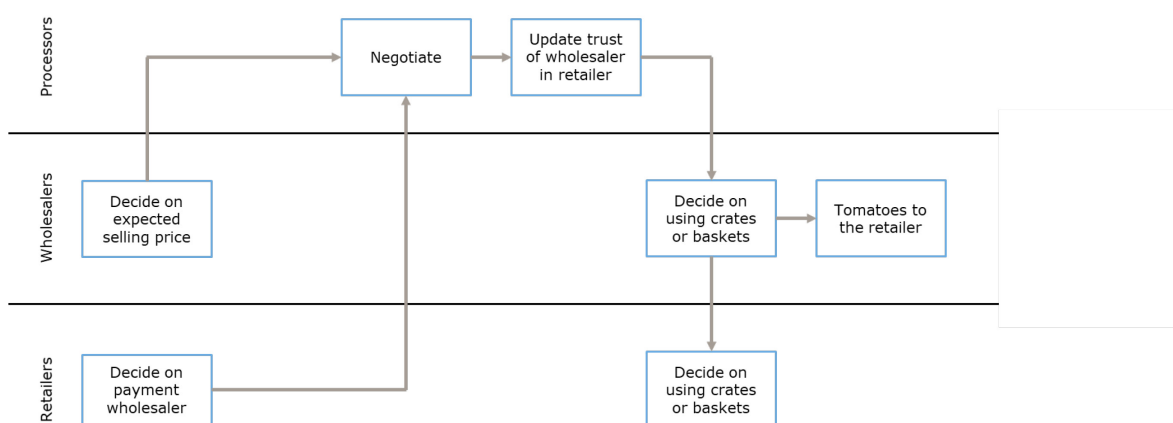 Processors
Negotiate
Update trust
of wholesaler
in retailer
Wholesalers
Decide on
expected
selling price
Decide on
using crates
or baskets
Tomatoes to
the retailer
Retailers
Decide on
payment
wholesaler
Decide on
using crates
or baskets